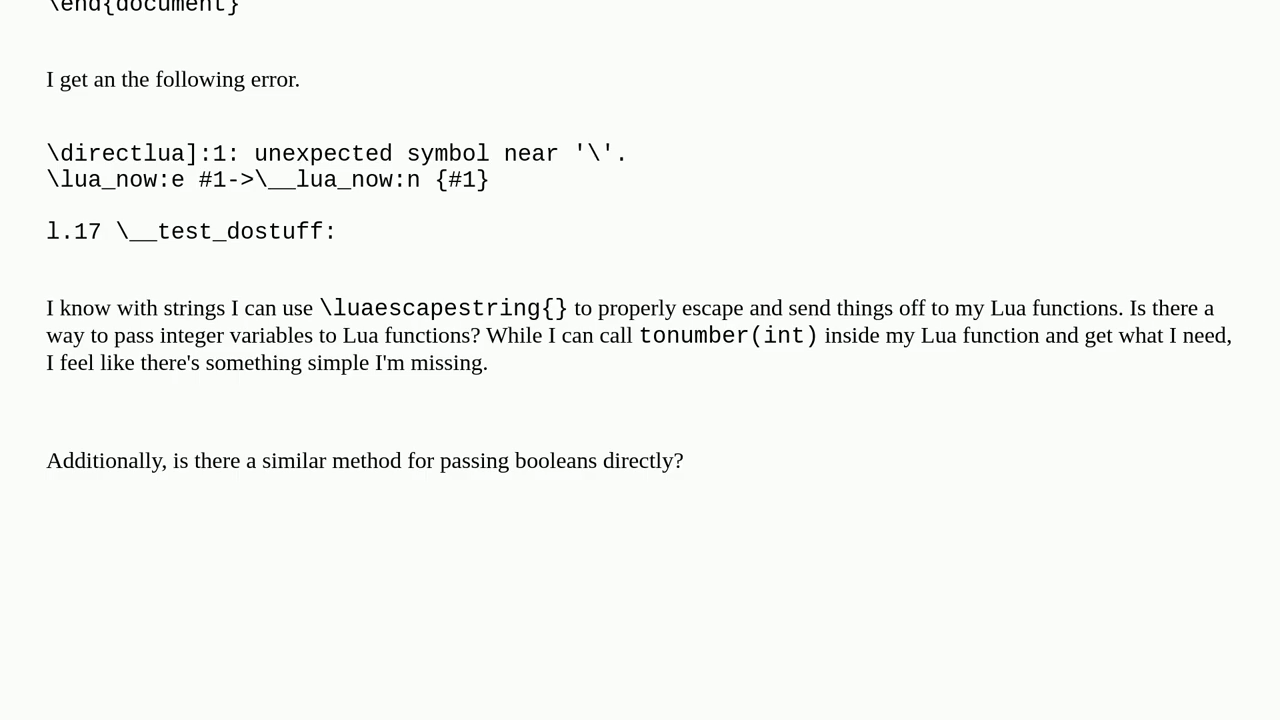 \end{document}
I get an the following error.
\directlua]:1: unexpected symbol near '\'.
\lua_now:e #1->\__lua_now:n {#1}
l.17 \__test_dostuff:
I know with strings I can use \luaescapestring{} to properly escape and send things off to my Lua functions. Is there a
way to pass integer variables to Lua functions? While I can call tonumber(int) inside my Lua function and get what I need,
I feel like there's something simple I'm missing.
Additionally, is there a similar method for passing booleans directly?